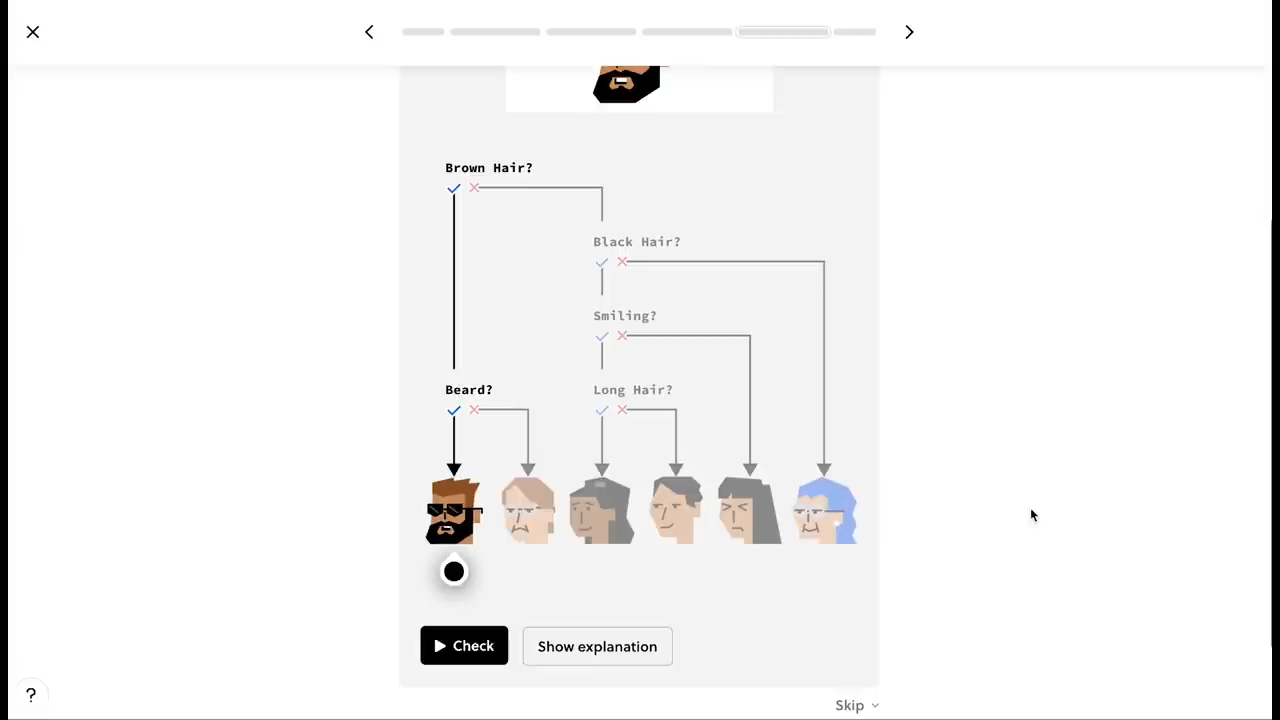 Brown Hair?
Black Hair?
Smiling?
Beard?
Long Hair?
Check
Show explanation
?
Skip